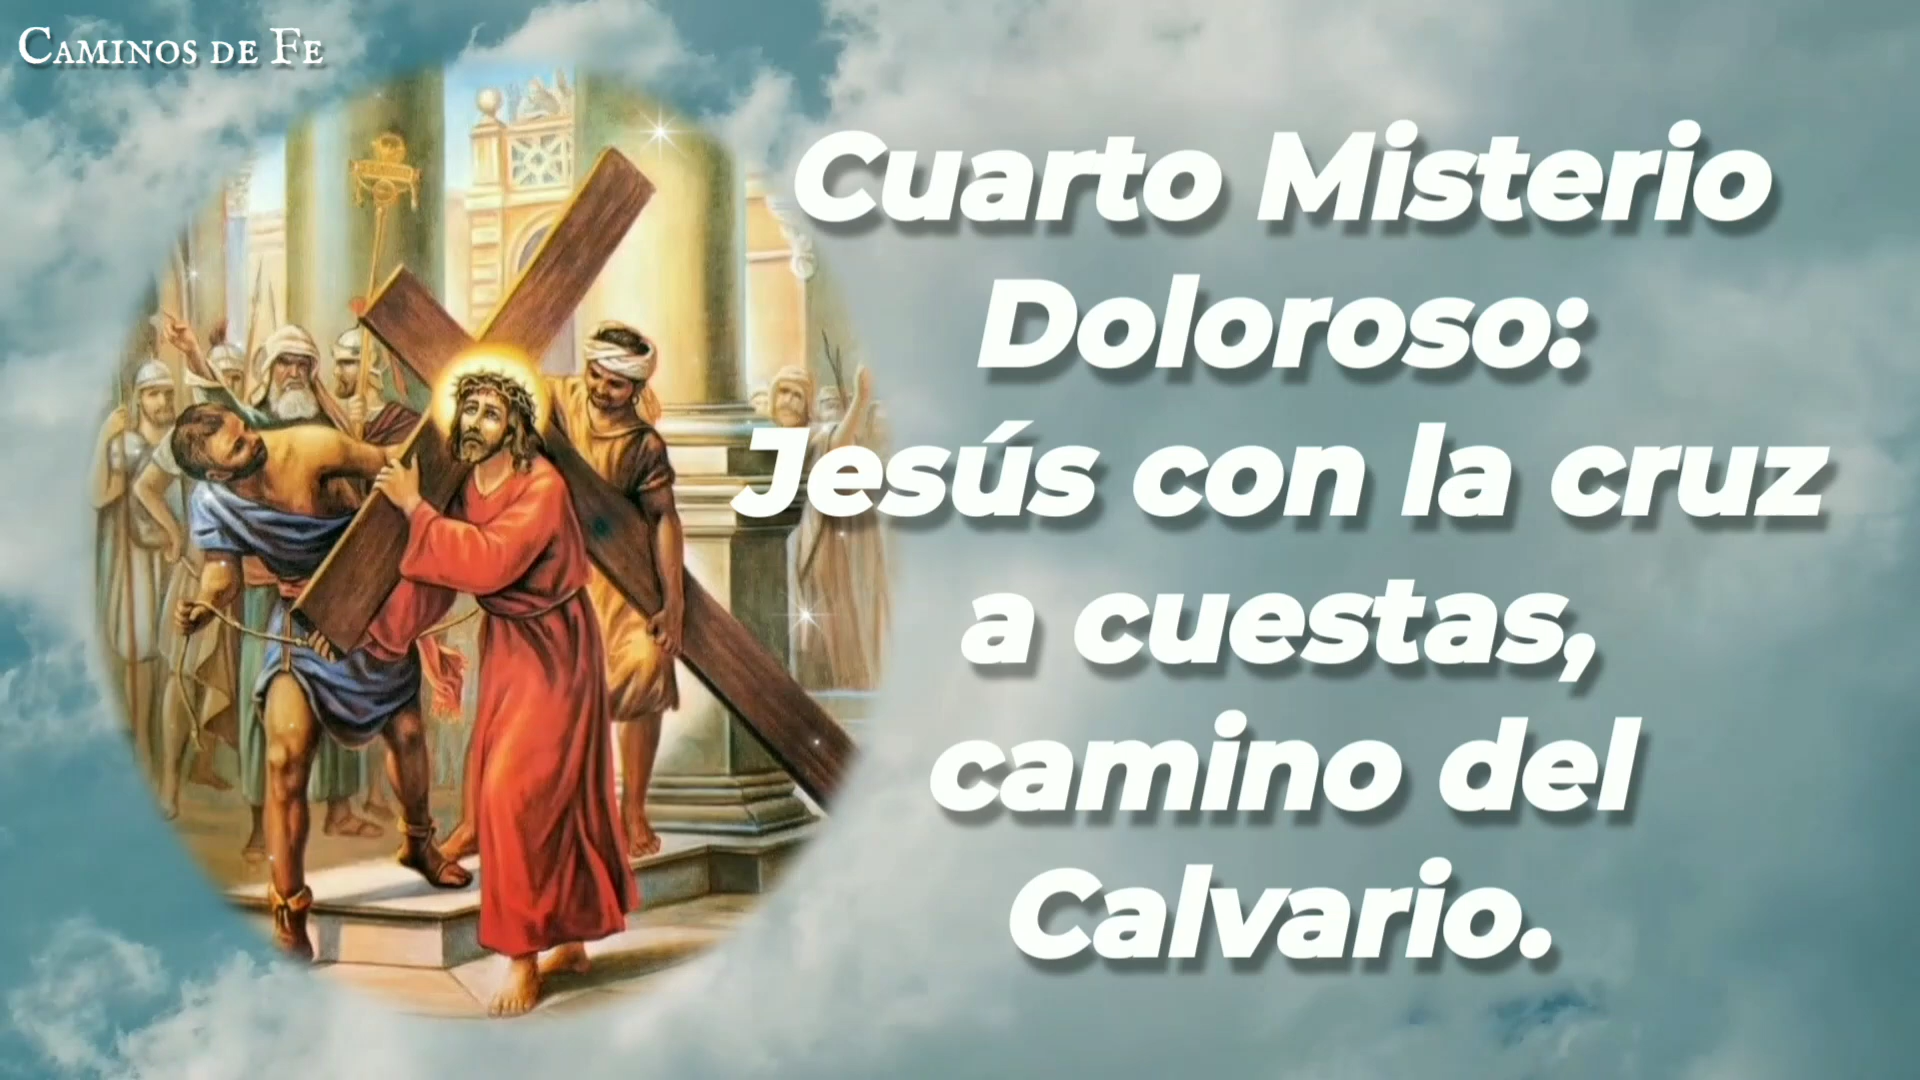 Caminos de Fe
Cuarto Misterio
Doloroso:
Jesús con la cruz
a cuestas,
camino del
Calvario.